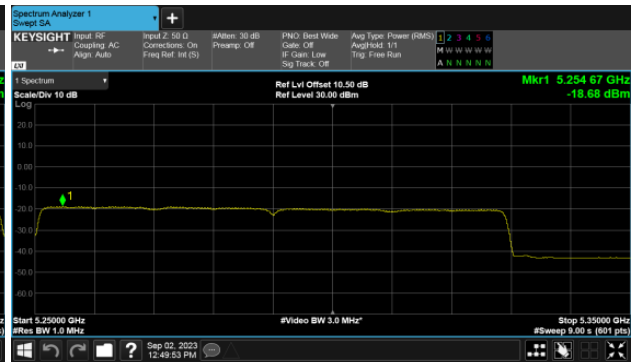 Spectrum Analyzer 1
Swept SA
+
KEYSIGHT Input: RF Input Z: 50 Ω #Atten: 30 dB PNO: Best Wide Avg Type: Power (RMS) 1 2 3 4 5 6
Coupling: AC Corrections: On Preamp: Off Gate: Off Avg|Hold: 1/1 M W W W W W
Align: Auto Freq Ref: Int (S) IF Gain: Low Trig: Free Run A N N N N N
LXI Sig Track: Off
1 Spectrum Ref Lvl Offset 10.50 dB Mkr1 5.254 67 GHz
Scale/Div 10 dB Ref Level 30.00 dBm -18.68 dBm
Log
20.0
10.0
0.00
-10.0
1
-20.0
-30.0
-40.0
-50.0
-60.0
Start 5.25000 GHz #Video BW 3.0 MHz* Stop 5.35000 GHz
#Res BW 1.0 MHz #Sweep 9.00 s (601 pts)
? Sep 02, 2023
12:49:53 PM